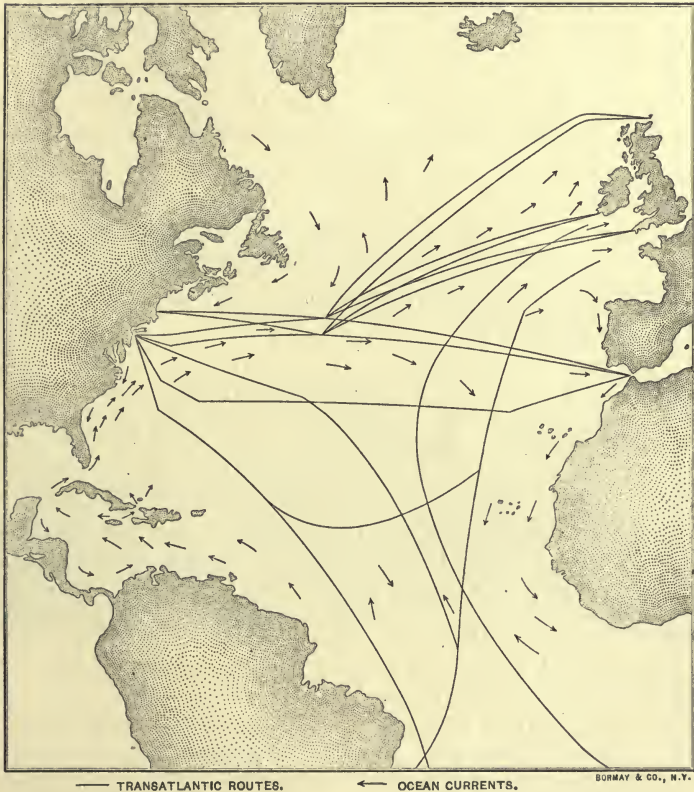 BORMAY & CO., N.Y.
TRANSATLANTIC ROUTES. OCEAN CURRENTS.